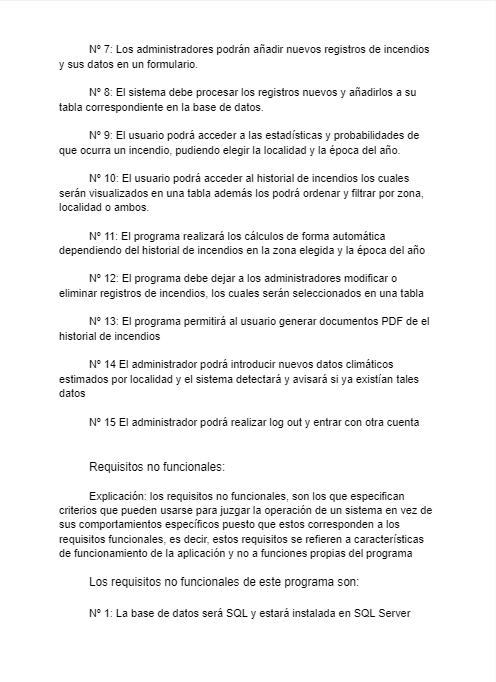 Nº 7: Los administradores podrán añadir nuevos registros de incendios
y sus datos en un formulario.
Nº 8: El sistema debe procesar los registros nuevos y añadirlos a su
tabla correspondiente en la base de datos.
Nº 9: El usuario podrá acceder a las estadísticas y probabilidades de
que ocurra un incendio, pudiendo elegir la localidad y la época del año.
Nº 10: El usuario podrá acceder al historial de incendios los cuales
serán visualizados en una tabla además los podrá ordenar y filtrar por zona,
localidad o ambos.
Nº 11: El programa realizará los cálculos de forma automática
dependiendo del historial de incendios en la zona elegida y la época del año
Nº 12: El programa debe dejar a los administradores modificar o
eliminar registros de incendios, los cuales serán seleccionados en una tabla
Nº 13: El programa permitirá al usuario generar documentos PDF de el
historial de incendios
Nº 14 El administrador podrá introducir nuevos datos climáticos
estimados por localidad y el sistema detectará y avisará si ya existían tales
datos
Nº 15 El administrador podrá realizar log out y entrar con otra cuenta
Requisitos no funcionales:
Explicación: los requisitos no funcionales, son los que especifican
criterios que pueden usarse para juzgar la operación de un sistema en vez de
sus comportamientos específicos puesto que estos corresponden a los
requisitos funcionales, es decir, estos requisitos se refieren a características
de funcionamiento de la aplicación y no a funciones propias del programa
Los requisitos no funcionales de este programa son:
Nº 1: La base de datos será SQL y estará instalada en SQL Server